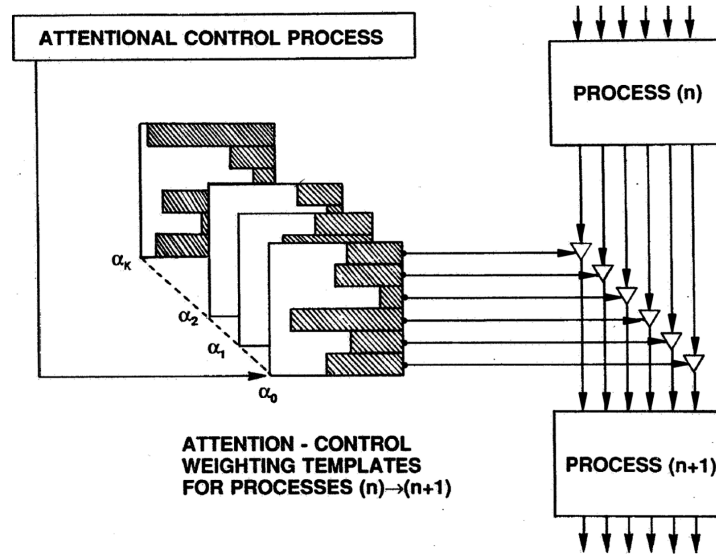 ATTENTIONAL CONTROL PROCESS
PROCESS (n)
αK
α2
α1
α0
ATTENTION - CONTROL
WEIGHTING TEMPLATES
FOR PROCESSES (n)→(n+1)
PROCESS (n+1)